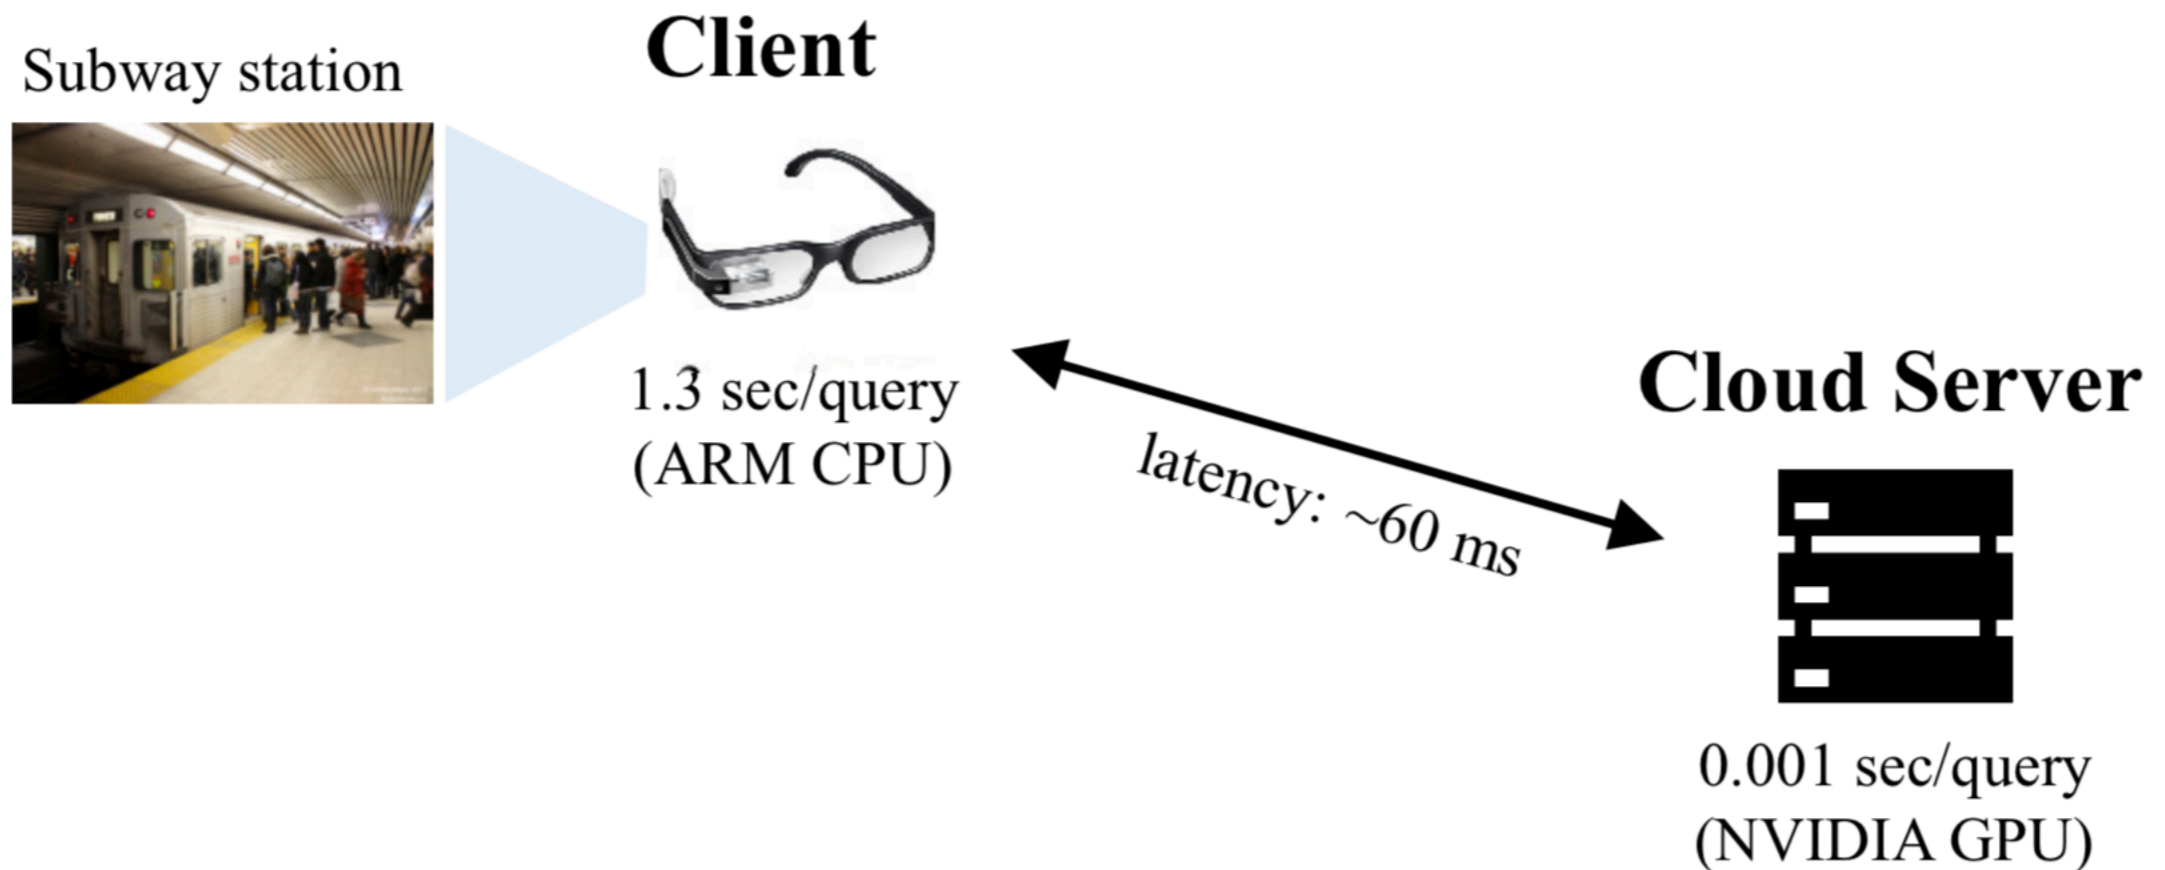 Subway station
Client
1.3 sec/query
(ARM CPU)
latency: ~60 ms
Cloud Server
0.001 sec/query
(NVIDIA GPU)